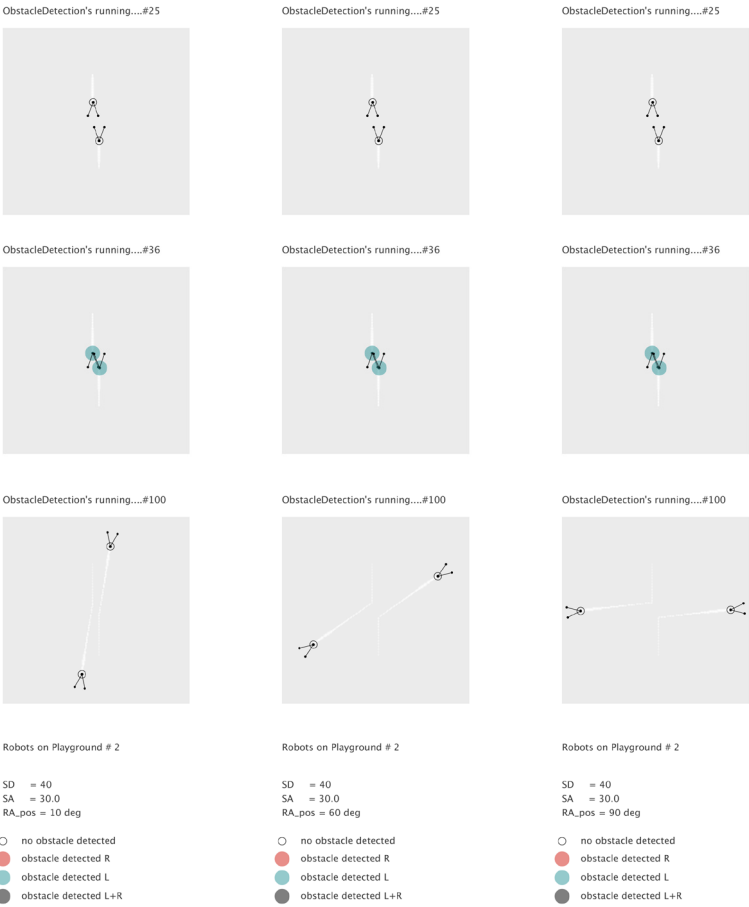 ObstacleDetection's running....#25
ObstacleDetection's running....#25
ObstacleDetection's running....#25
ObstacleDetection's running....#36
ObstacleDetection's running....#36
ObstacleDetection's running....#36
ObstacleDetection's running....#100
ObstacleDetection's running....#100
ObstacleDetection's running....#100
Robots on Playground # 2
SD = 40
SA = 30.0
RA_pos = 10 deg
no obstacle detected
obstacle detected R
obstacle detected L
obstacle detected L+R
Robots on Playground # 2
SD = 40
SA = 30.0
RA_pos = 60 deg
no obstacle detected
obstacle detected R
obstacle detected L
obstacle detected L+R
Robots on Playground # 2
SD = 40
SA = 30.0
RA_pos = 90 deg
no obstacle detected
obstacle detected R
obstacle detected L
obstacle detected L+R